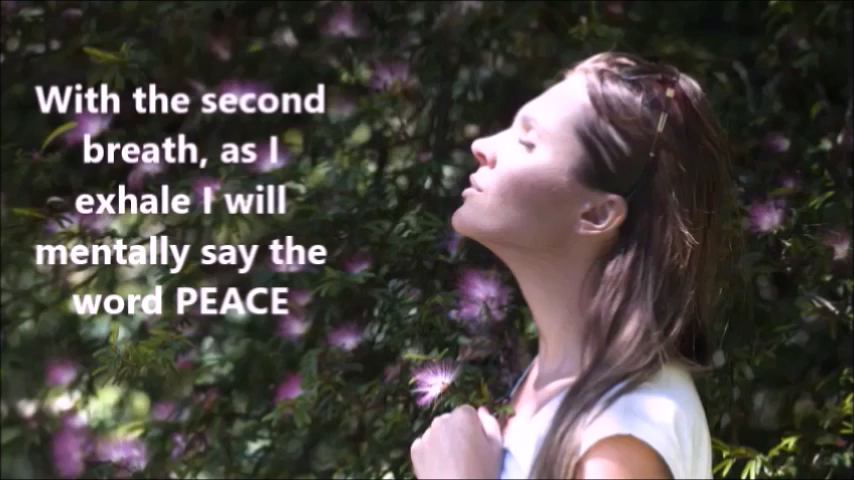 With the second
breath, as I
exhale I will
mentally say the
word PEACE